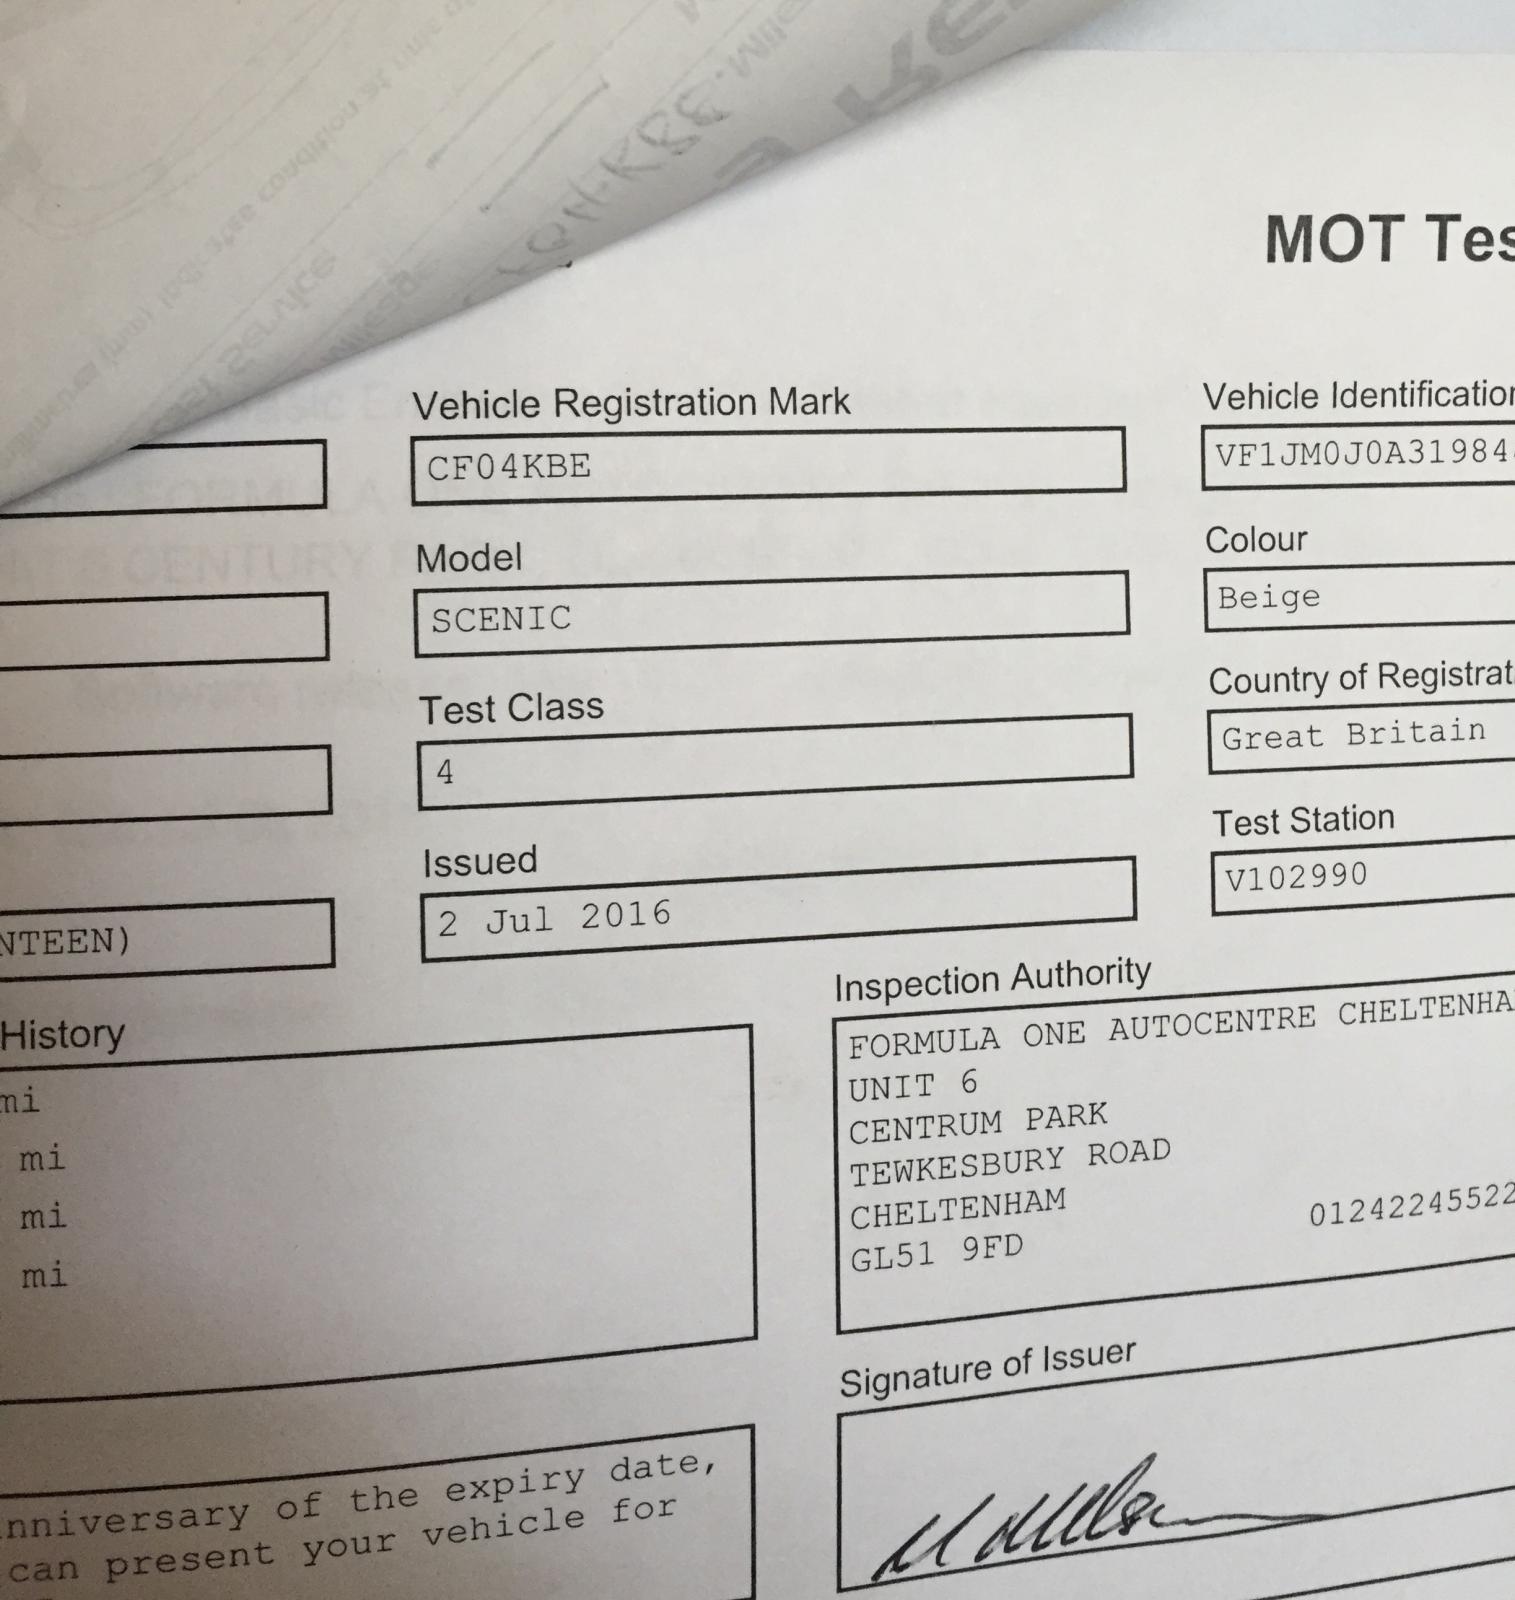 MOT Tes
Vehicle Registration Mark
Vehicle Identification
CF04KBE
VF1JM0J0A31984
Model
Colour
SCENIC
Beige
Test Class
Country of Registrat
4
Great Britain
Issued
Test Station
2 Jul 2016
V102990
NTEEN)
Inspection Authority
History
FORMULA ONE AUTOCENTRE CHELTENHA
mi
UNIT 6
mi
CENTRUM PARK
mi
TEWKESBURY ROAD
mi
CHELTENHAM
01242245522
GL51 9FD
Signature of Issuer
nniversary of the expiry date,
can present your vehicle for